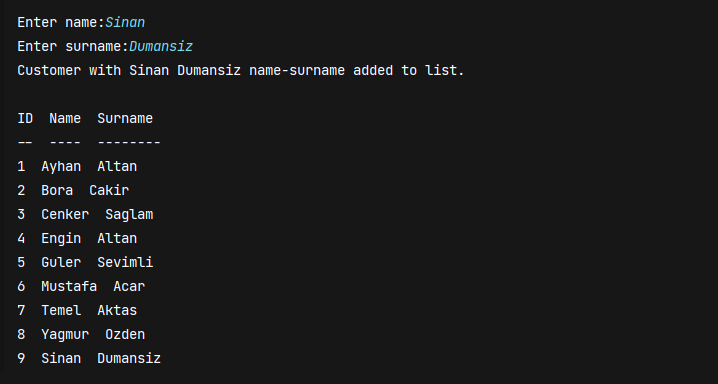 Enter name:Sinan
Enter surname:Dumansiz
Customer with Sinan Dumansiz name-surname added to list.

ID  Name  Surname
--  ----  --------
1  Ayhan  Altan
2  Bora  Cakir
3  Cenker  Saglam
4  Engin  Altan
5  Guler  Sevimli
6  Mustafa  Acar
7  Temel  Aktas
8  Yagmur  Ozden
9  Sinan  Dumansiz